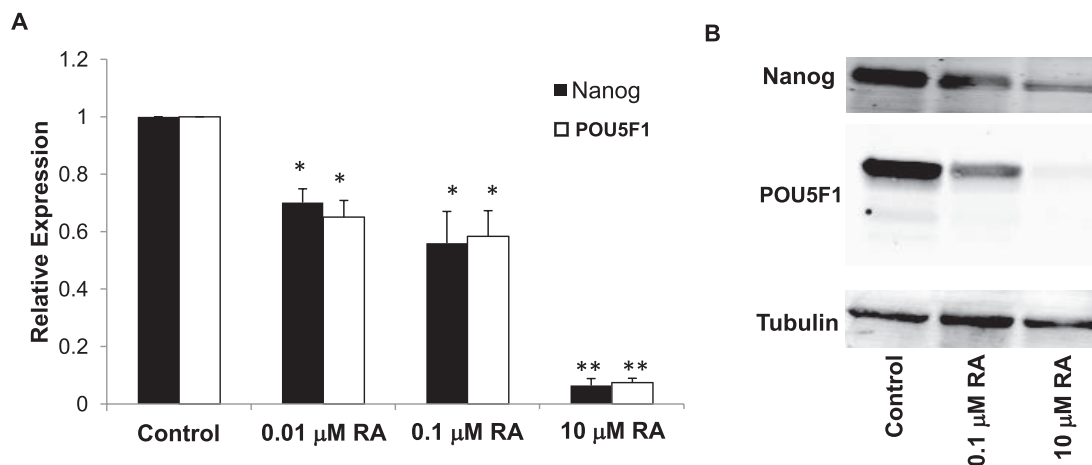 A
Relative Expression
1.2
1
0.8
0.6
0.4
0.2
0
* * * * ** **
Nanog
POU5F1
Control 0.01 μM RA 0.1 μM RA 10 μM RA
B
Nanog
POU5F1
Tubulin
Control
0.1 μM RA
10 μM RA